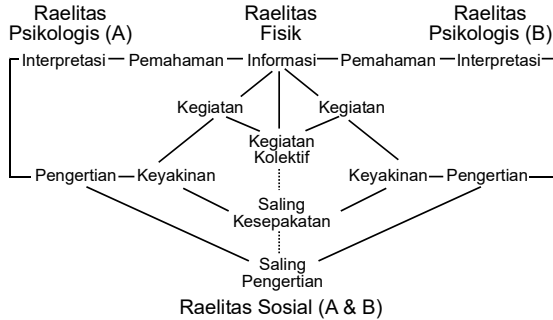 Raelitas
Psikologis (A)
Raelitas
Fisik
Raelitas
Psikologis (B)
Interpretasi Pemahaman Informasi Pemahaman Interpretasi
Kegiatan Kegiatan
Kegiatan
Kolektif
Pengertian Keyakinan Keyakinan Pengertian
Saling
Kesepakatan
Saling
Pengertian
Raelitas Sosial (A & B)